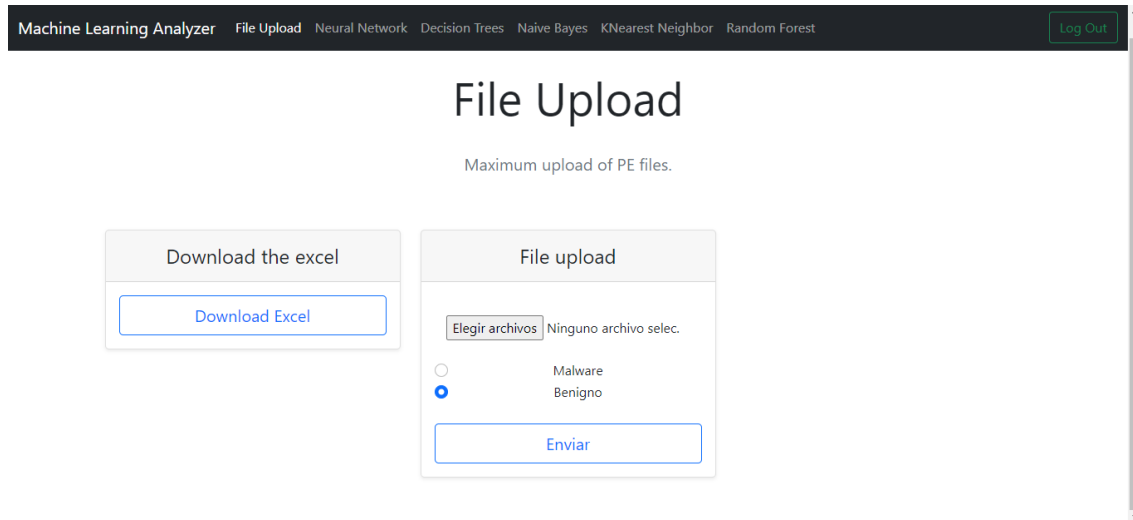 Machine Learning Analyzer File Upload Neural Network Decision Trees Naive Bayes KNearest Neighbor Random Forest Log Out
File Upload
Maximum upload of PE files.
Download the excel
Download Excel
File upload
Elegir archivos Ninguno archivo selec.
Malware
Benigno
Enviar